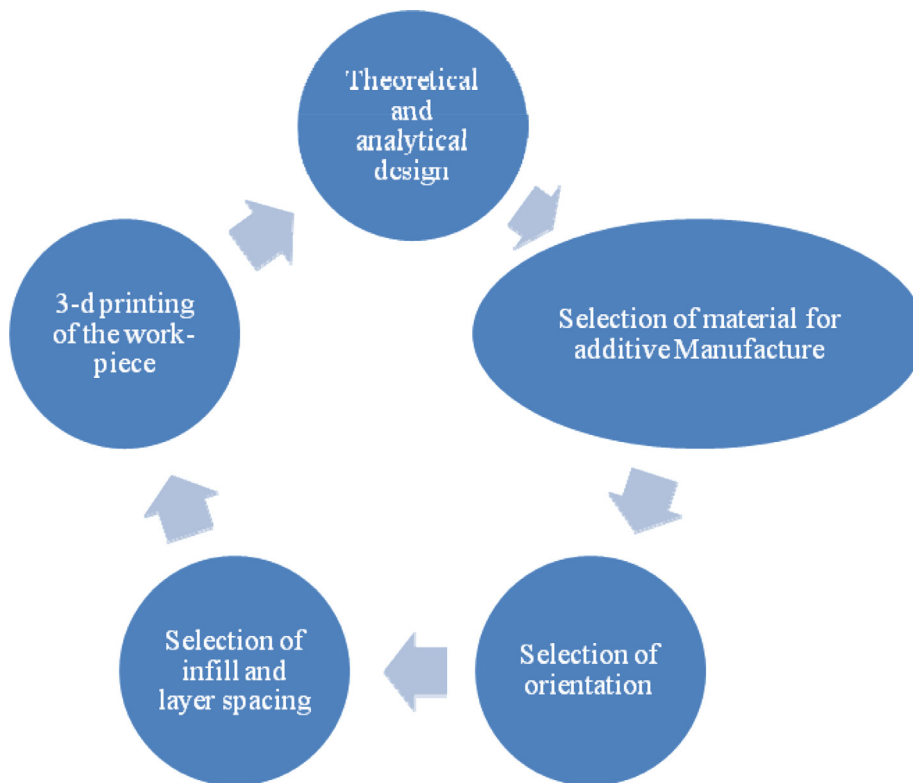 Theoretical
and
analytical
design
Selection of material for
additive Manufacture
Selection of
orientation
Selection of
infill and
layer spacing
3-d printing
of the work-
piece